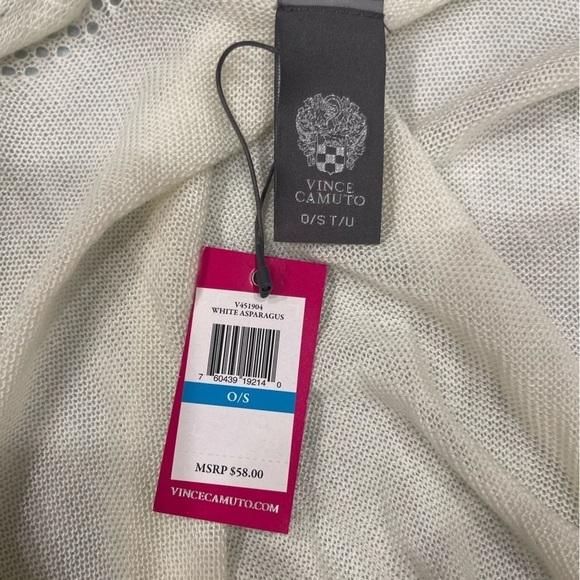 VINCE
CAMUTO
O/S T/U
V451904
WHITE ASPARAGUS
7 60439 19214 0
O/S
MSRP $58.00
VINCECAMUTO.COM